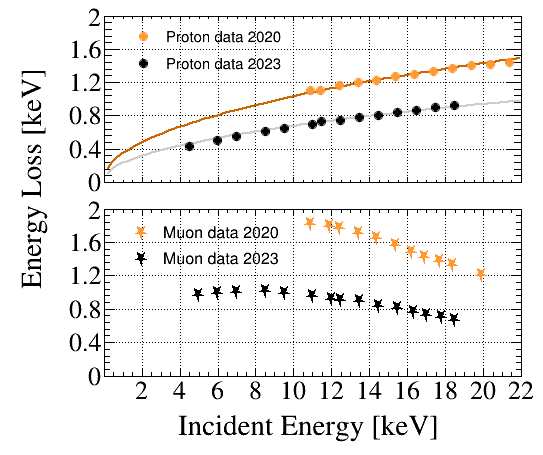 2
1.6
1.2
0.8
0.4
0
Proton data 2020
Proton data 2023
Energy Loss [keV]
2
1.6
1.2
0.8
0.4
0
Muon data 2020
Muon data 2023
2 4 6 8 10 12 14 16 18 20 22
Incident Energy [keV]